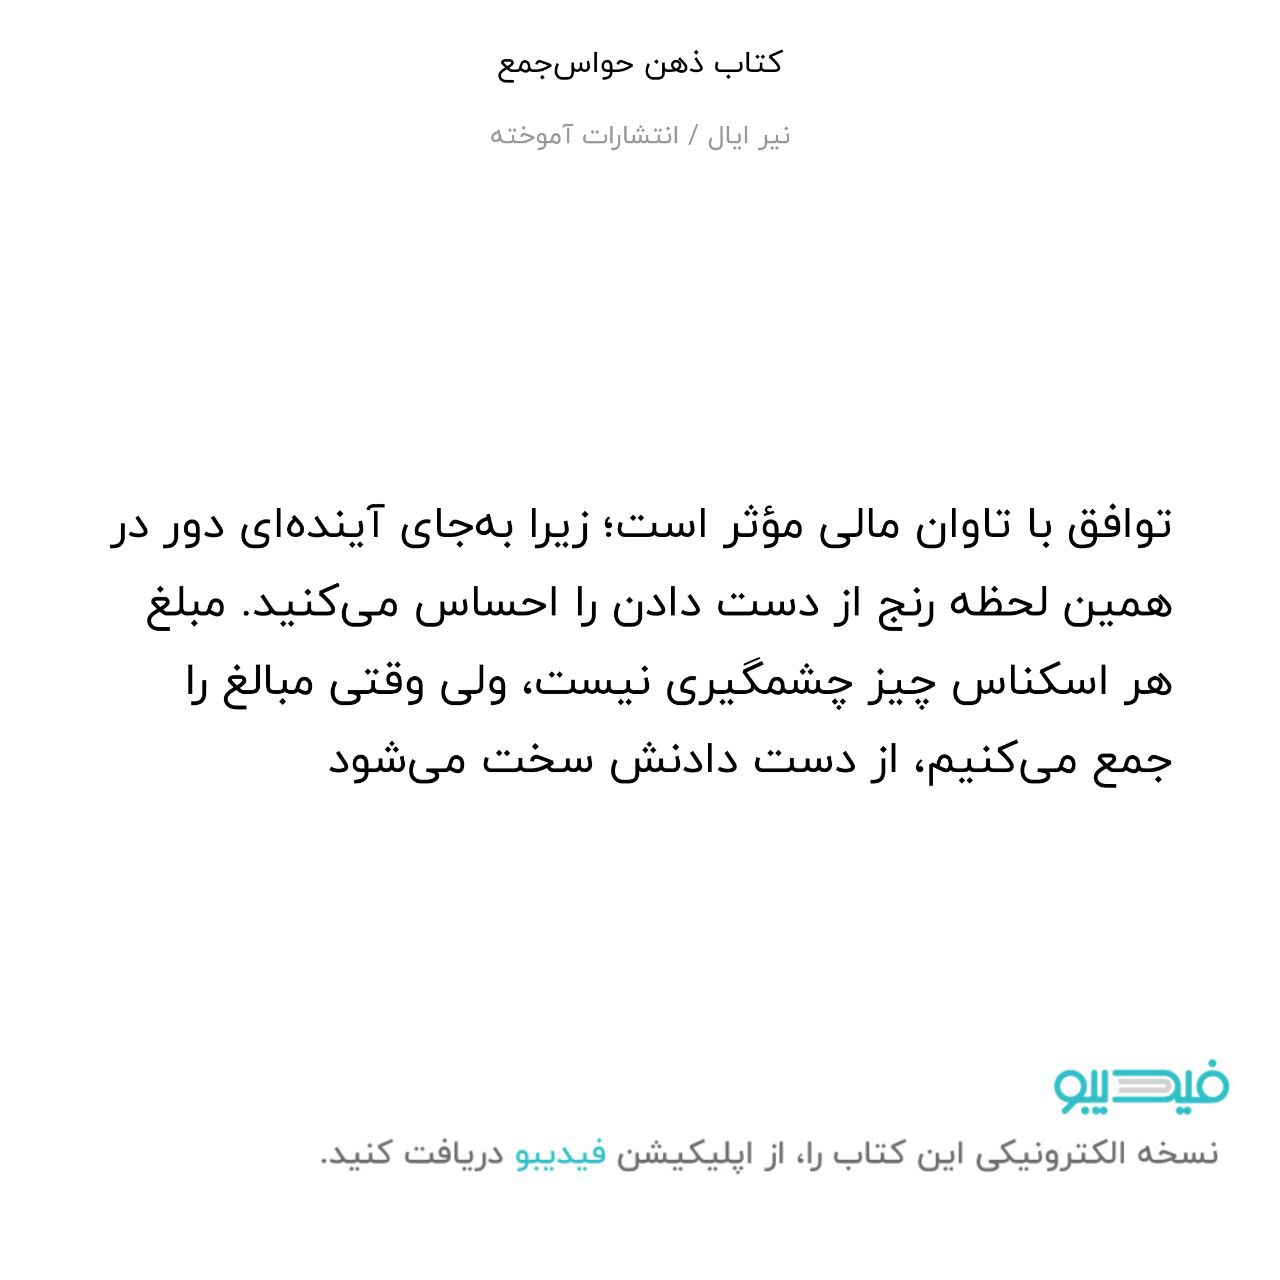 کتاب ذهن حواس‌جمع
نیر ایال / انتشارات آموخته
توافق با تاوان مالی مؤثر است؛ زیرا به‌جای آینده‌ای دور در
همین لحظه رنج از دست دادن را احساس می‌کنید. مبلغ
هر اسکناس چیز چشمگیری نیست، ولی وقتی مبالغ را
جمع می‌کنیم، از دست دادنش سخت می‌شود
فیدیبو
نسخه الکترونیکی این کتاب را، از اپلیکیشن فیدیبو دریافت کنید.